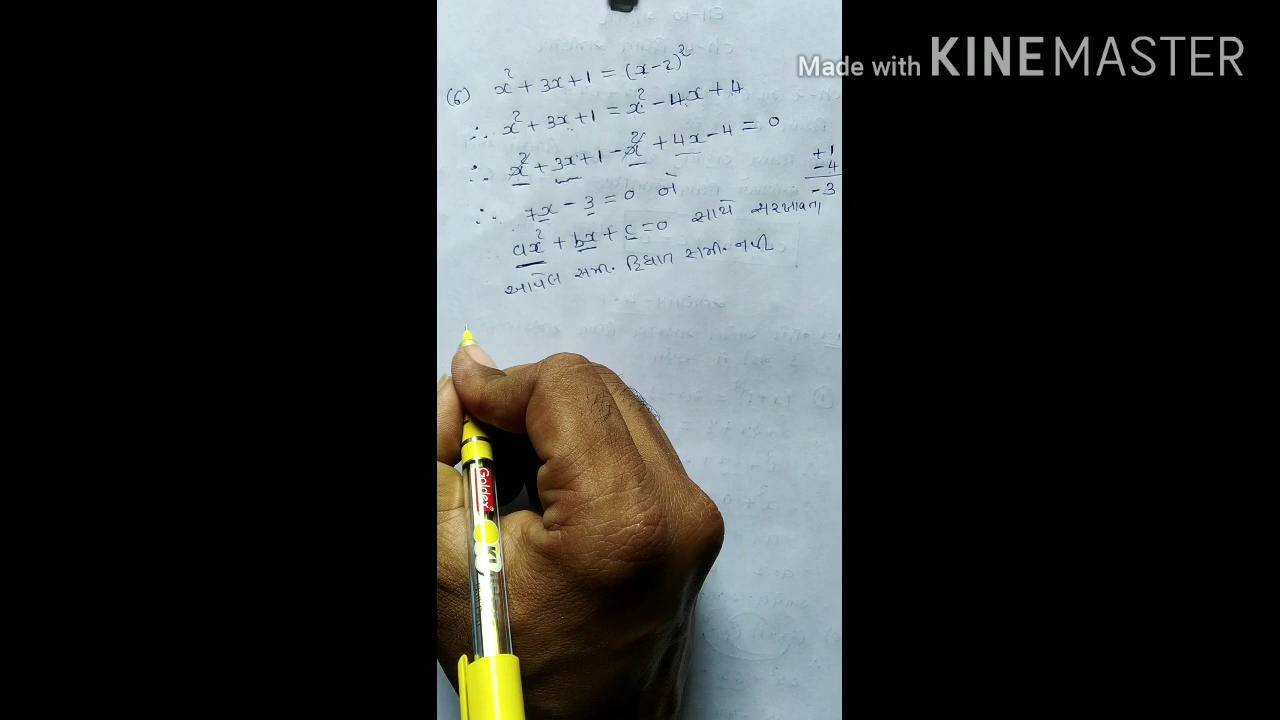 Made with KINEMASTER
(6) x² + 3x + 1 = (x - 2)²
∴ x² + 3x + 1 = x² - 4x + 4
∴ x² + 3x + 1 - x² + 4x - 4 = 0
+1
-4
-3
∴ 7x - 3 = 0 ને
ax² + bx + c = 0 સાથે સરખાવતા
આપેલ સમી. દ્વિઘાત સમી. નથી
Goldex